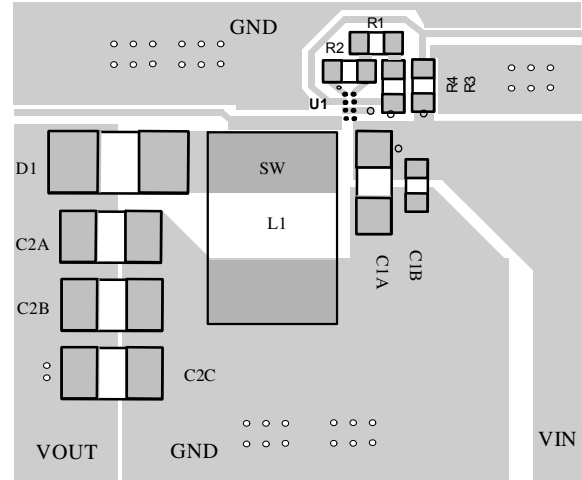 GND
R1
R2
U1
R4
R3
D1
SW
L1
C2A
C2B
C1A
C1B
C2C
VOUT
GND
VIN